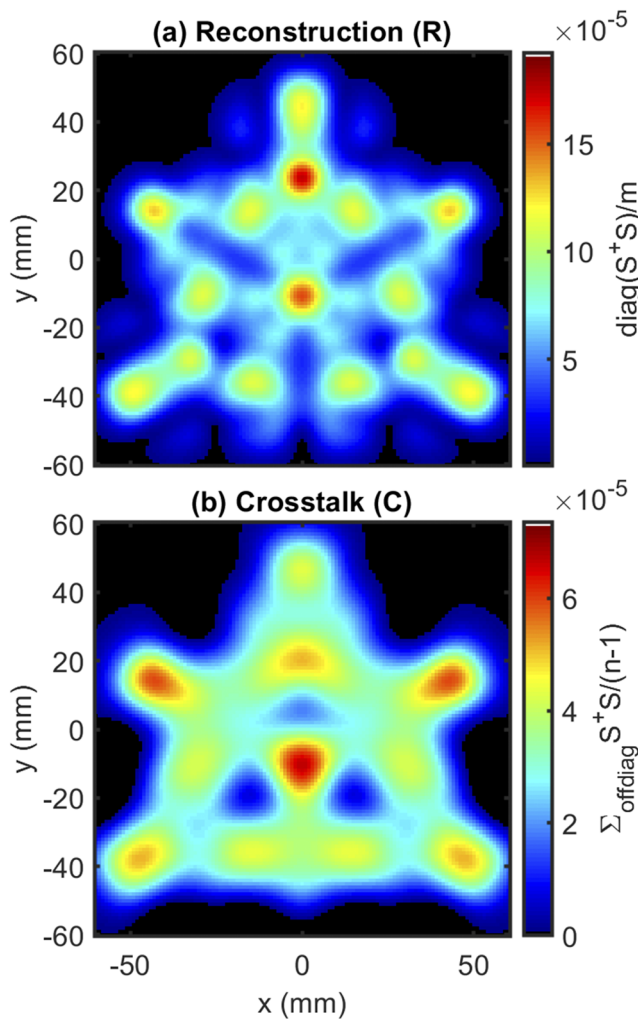 (a) Reconstruction (R)
×10⁻⁵
60
40
20
0
-20
-40
-60
y (mm)
15
10
5
diag(S⁺S)/m
(b) Crosstalk (C)
×10⁻⁵
60
40
20
0
-20
-40
-60
y (mm)
6
4
2
0
Σoffdiag S⁺S/(n-1)
-50 0 50
x (mm)